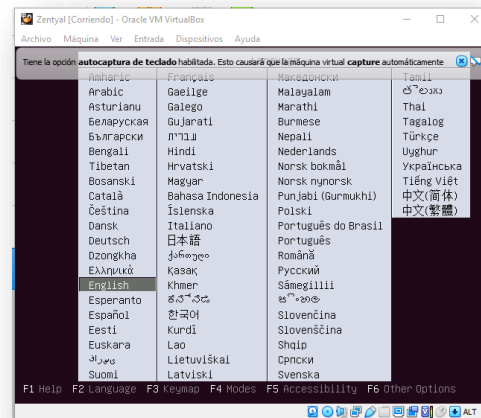 Zentyal [Corriendo] - Oracle VM VirtualBox
Archivo Máquina Ver Entrada Dispositivos Ayuda
Tiene la opción autocaptura de teclado habilitada. Esto causará que la máquina virtual capture automáticamente
Amharic Français Македонски Tamil
Arabic Gaeilge Malayalam తెలుగు
Asturianu Galego Marathi Thai
Беларуская Gujarati Burmese Tagalog
Български עברית Nepali Türkçe
Bengali Hindi Nederlands Uyghur
Tibetan Hrvatski Norsk bokmål Українська
Bosanski Magyar Norsk nynorsk Tiếng Việt
Català Bahasa Indonesia Punjabi (Gurmukhi) 中文(简体)
Čeština Íslenska Polski 中文(繁體)
Dansk Italiano Português do Brasil
Deutsch 日本語 Português
Dzongkha ქართული Română
Ελληνικά Қазақ Русский
English Khmer Sámegillii
Esperanto ಕನ್ನಡ සිංහල
Español 한국어 Slovenčina
Eesti Kurdî Slovenščina
Euskara Lao Shqip
Lietuviškai Српски
Suomi Latviski Svenska
F1 Help F2 Language F3 Keymap F4 Modes F5 Accessibility F6 Other Options
ALT